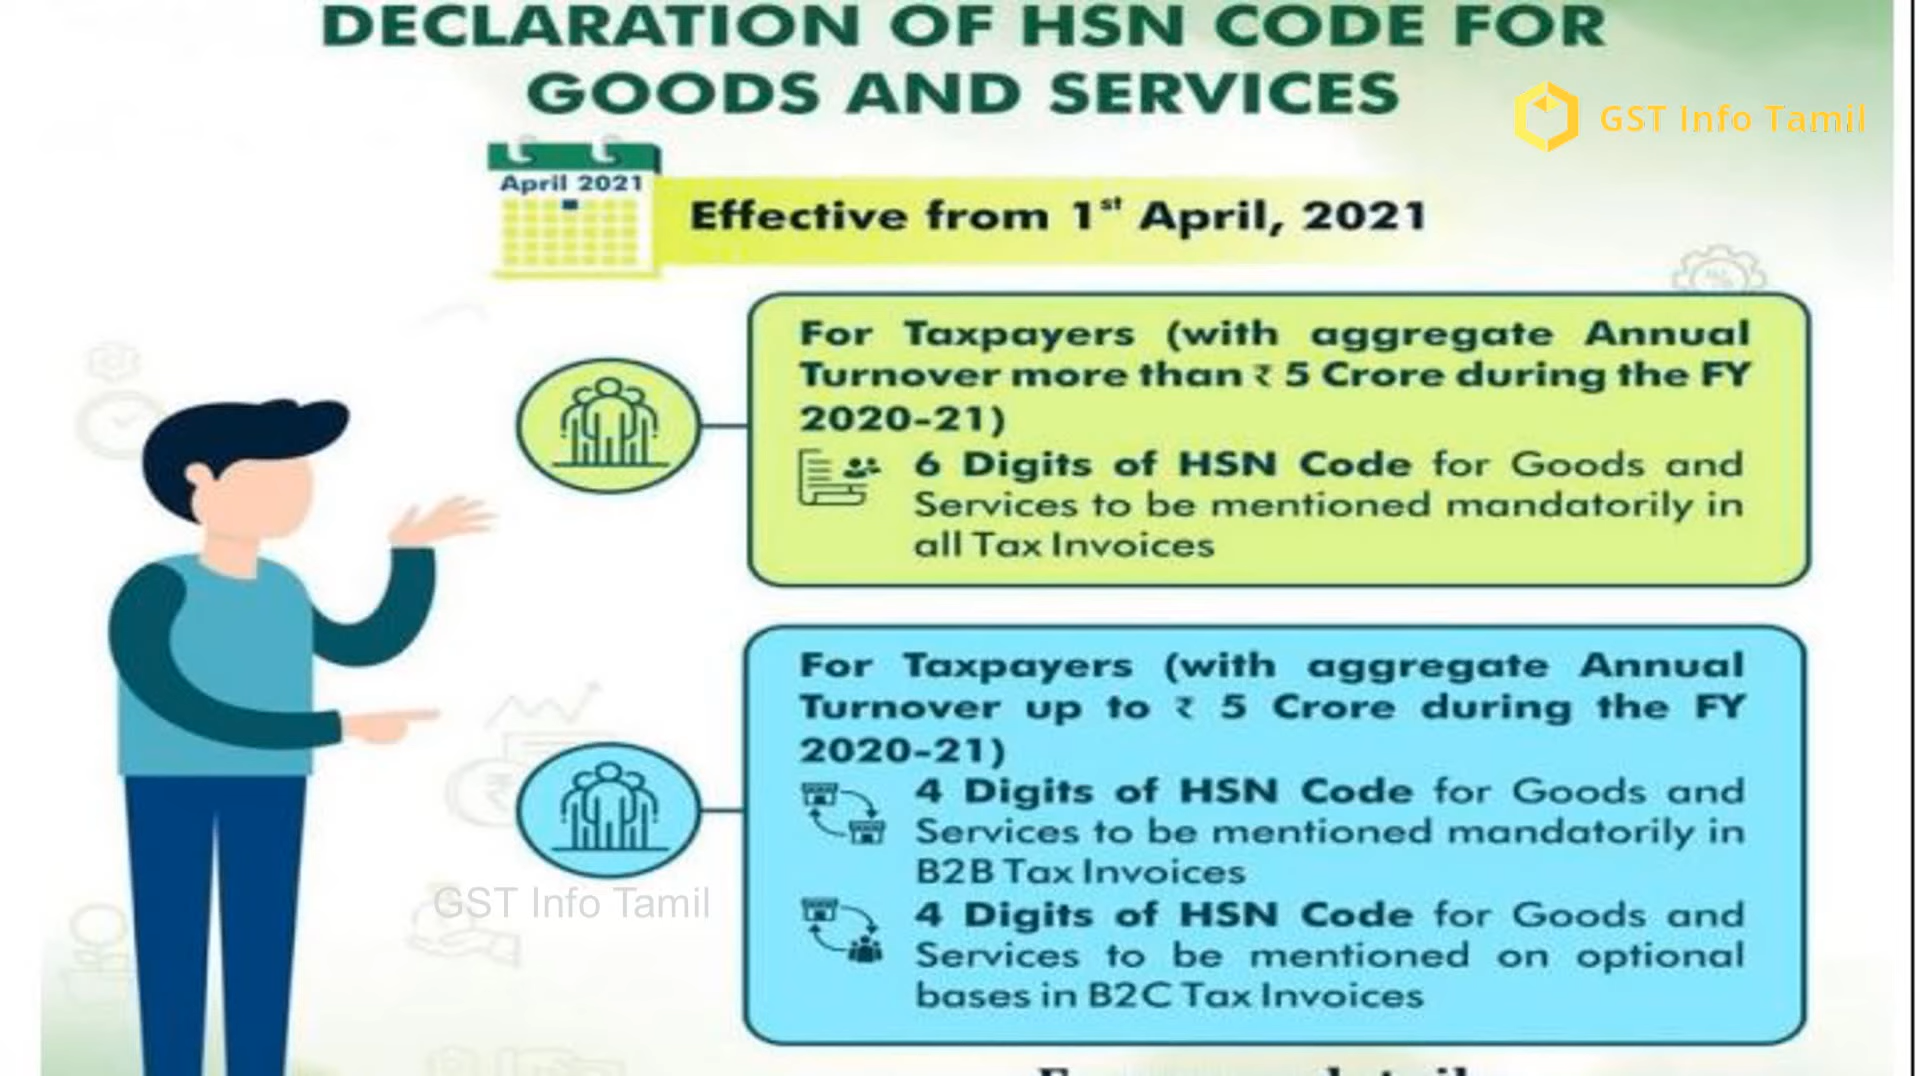 DECLARATION OF HSN CODE FOR
GOODS AND SERVICES
GST Info Tamil
April 2021
Effective from 1st April, 2021
For Taxpayers (with aggregate Annual
Turnover more than ₹ 5 Crore during the FY
2020-21)
6 Digits of HSN Code for Goods and
Services to be mentioned mandatorily in
all Tax Invoices
For Taxpayers (with aggregate Annual
Turnover up to ₹ 5 Crore during the FY
2020-21)
4 Digits of HSN Code for Goods and
Services to be mentioned mandatorily in
B2B Tax Invoices
4 Digits of HSN Code for Goods and
Services to be mentioned on optional
bases in B2C Tax Invoices
GST Info Tamil